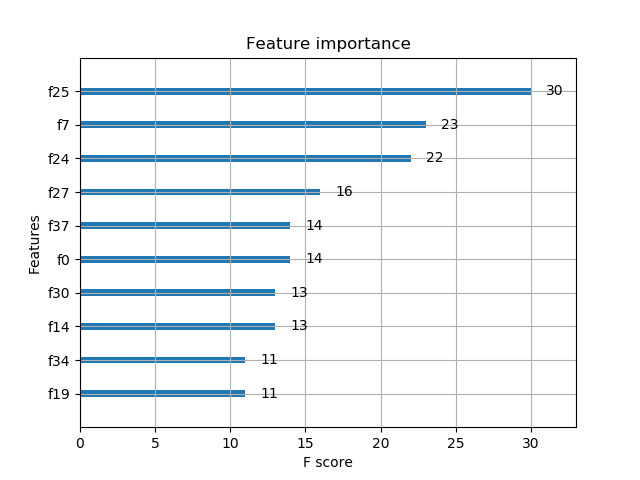 Feature importance
f25 30
f7 23
f24 22
f27 16
f37 14
f0 14
f30 13
f14 13
f34 11
f19 11
Features
0 5 10 15 20 25 30
F score